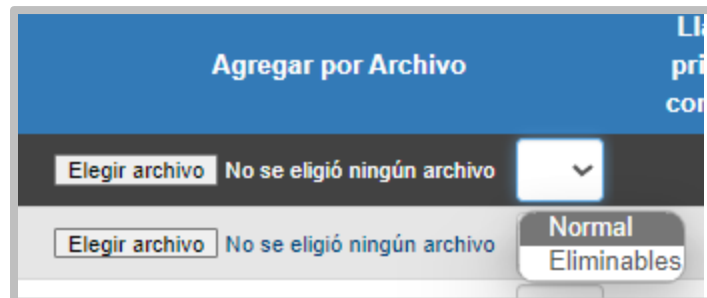 Agregar por Archivo
Elegir archivo No se eligió ningún archivo
Elegir archivo No se eligió ningún archivo
Normal
Eliminables